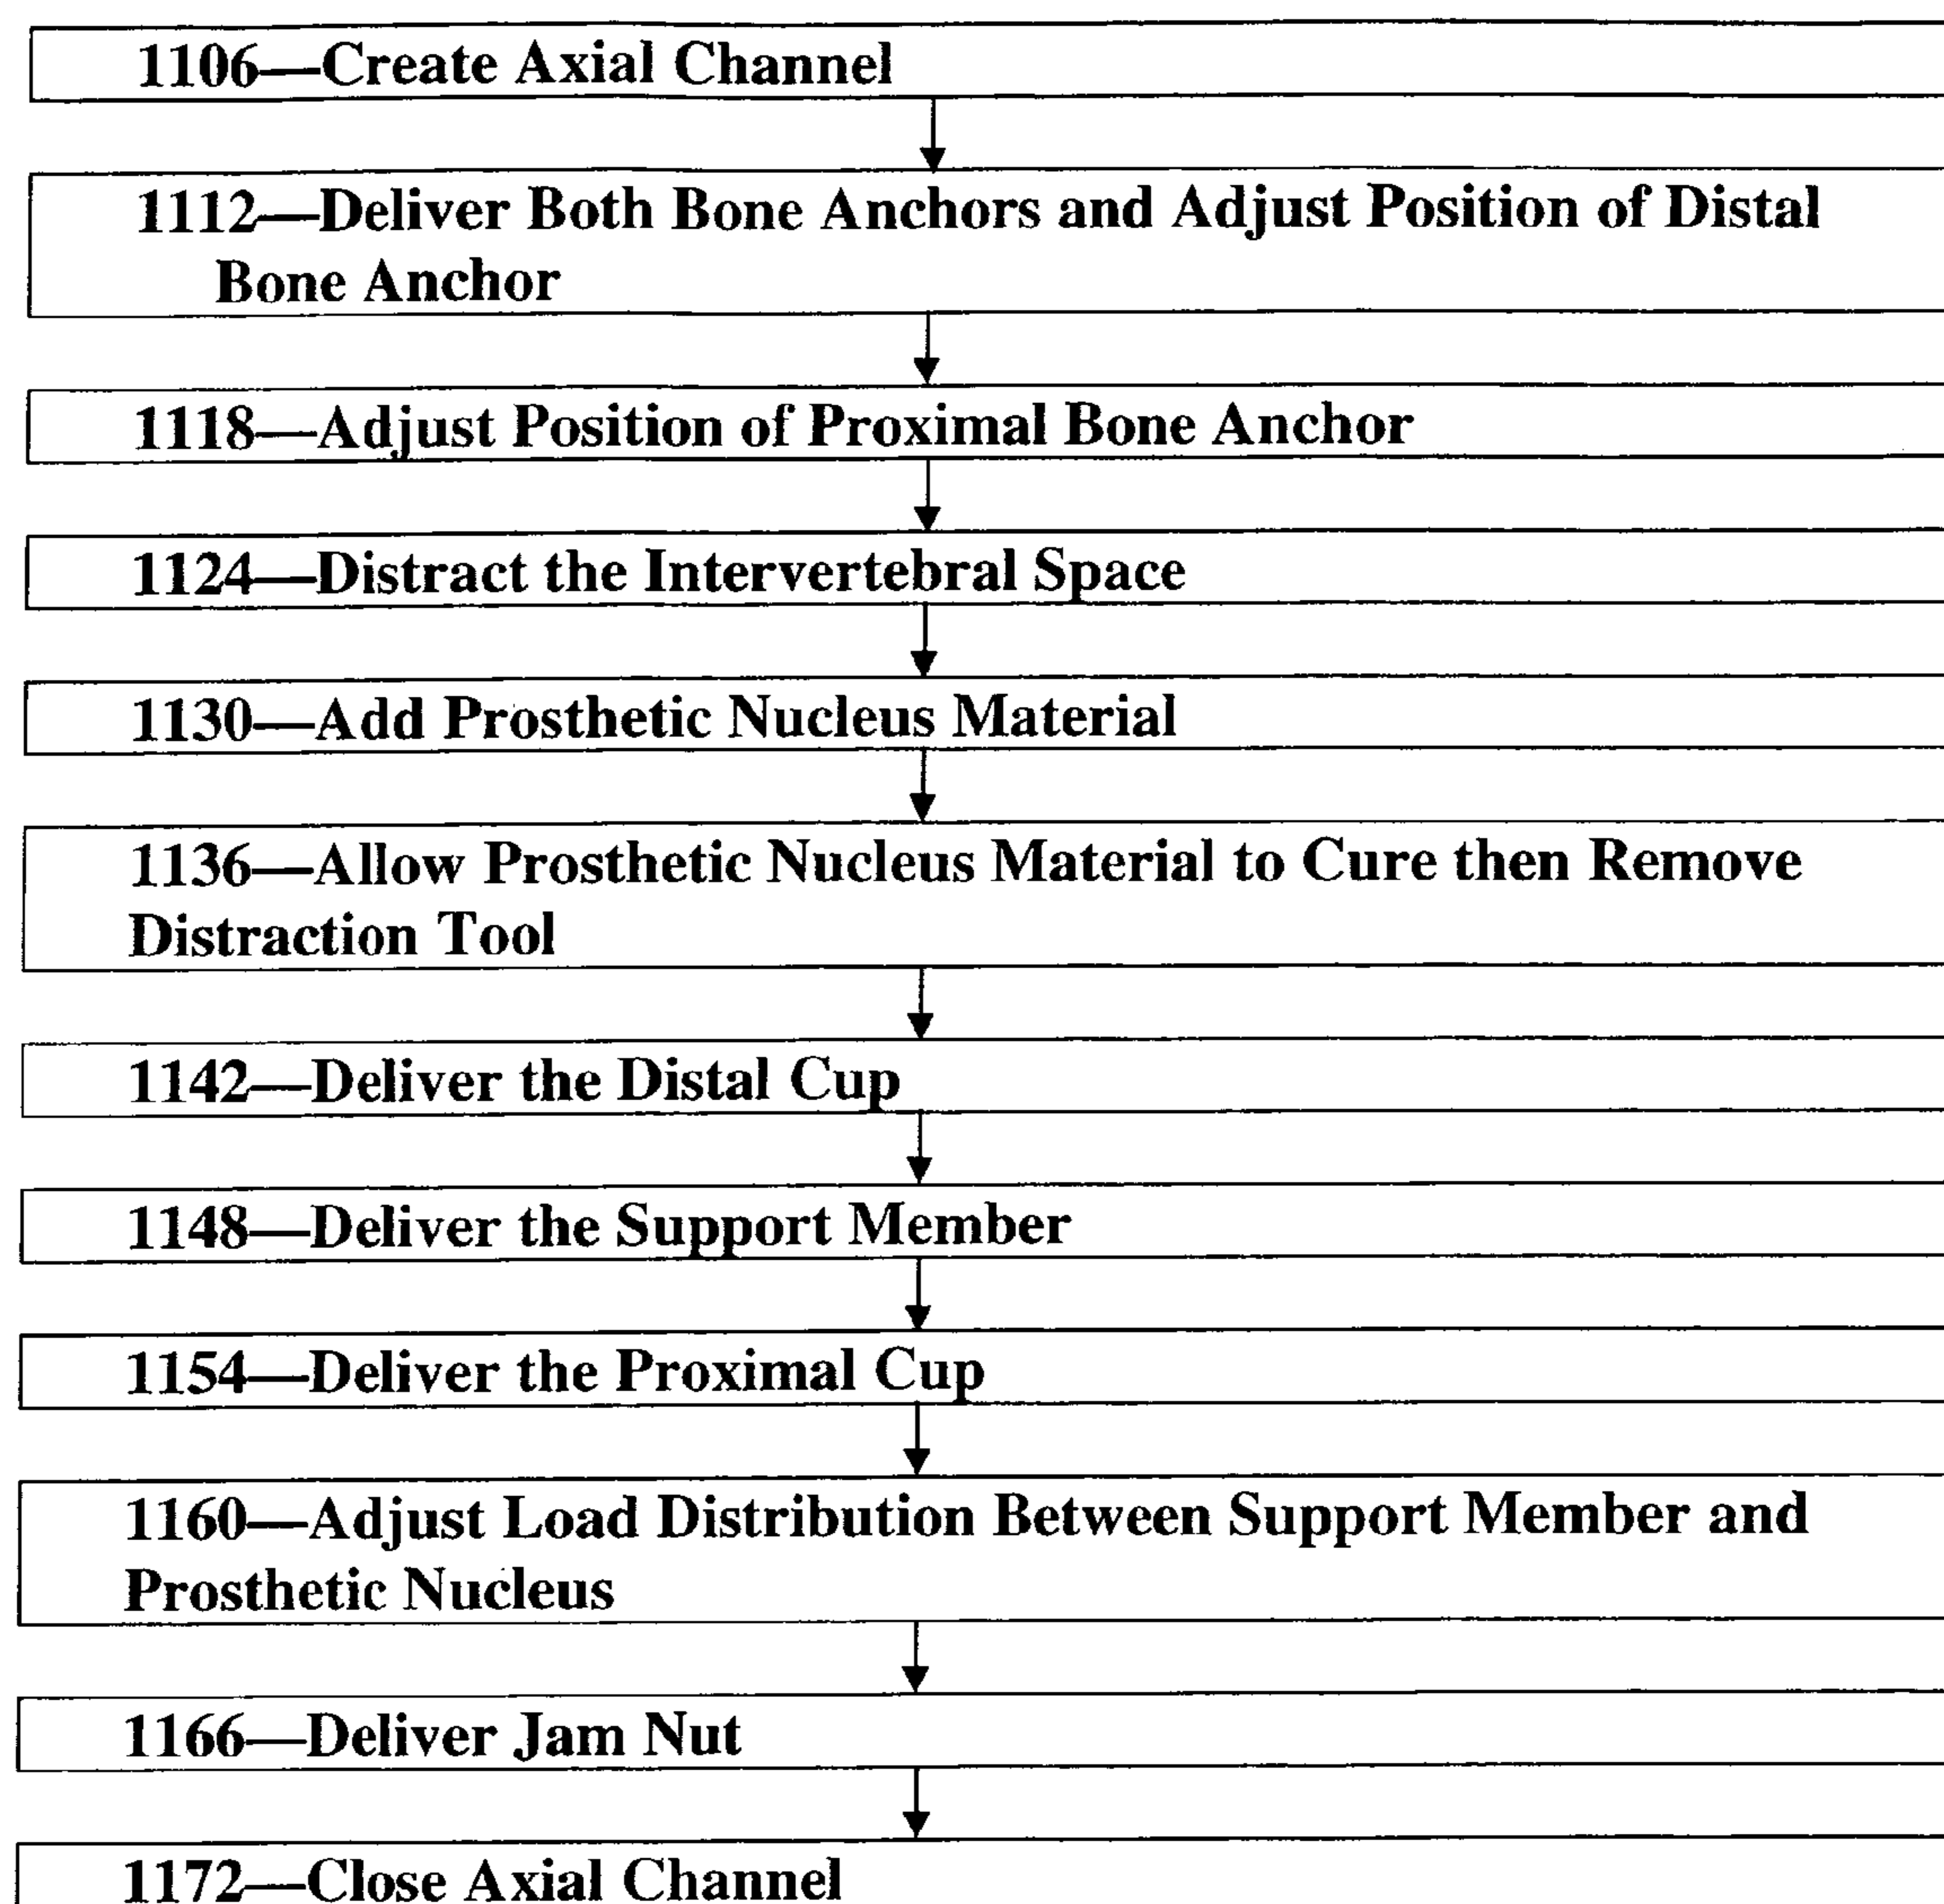 1106—Create Axial Channel
1112—Deliver Both Bone Anchors and Adjust Position of Distal
Bone Anchor
1118—Adjust Position of Proximal Bone Anchor
1124—Distract the Intervertebral Space
1130—Add Prosthetic Nucleus Material
1136—Allow Prosthetic Nucleus Material to Cure then Remove
Distraction Tool
1142—Deliver the Distal Cup
1148—Deliver the Support Member
1154—Deliver the Proximal Cup
1160—Adjust Load Distribution Between Support Member and
Prosthetic Nucleus
1166—Deliver Jam Nut
1172—Close Axial Channel